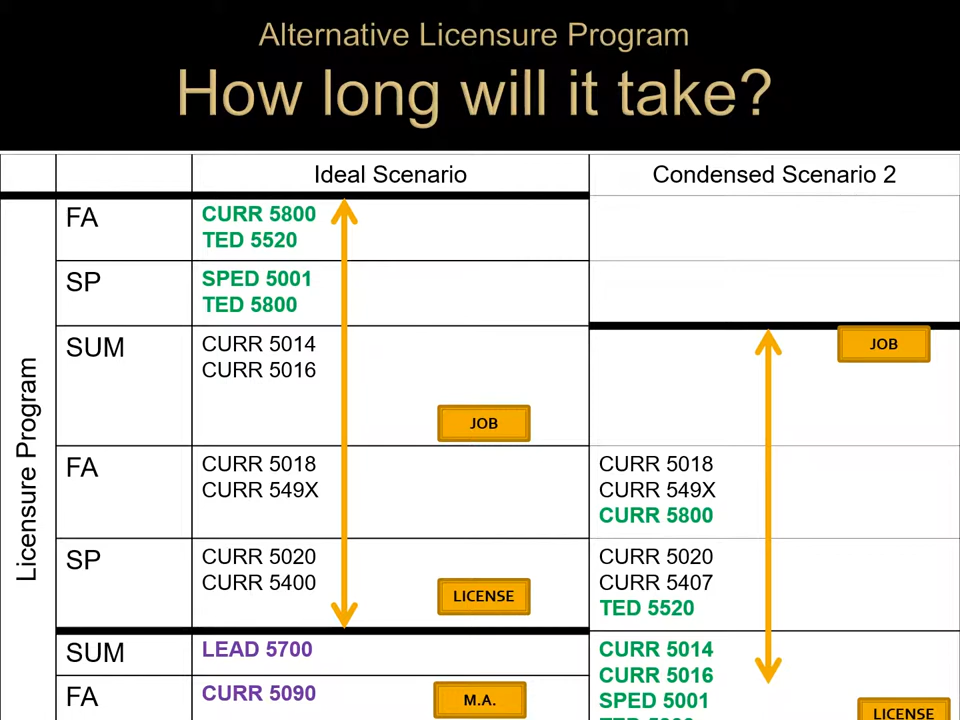 Alternative Licensure Program
How long will it take?
Ideal Scenario
Condensed Scenario 2
Licensure Program
FA
CURR 5800
TED 5520
SP
SPED 5001
TED 5800
SUM
CURR 5014
CURR 5016
JOB
JOB
FA
CURR 5018
CURR 549X
CURR 5018
CURR 549X
CURR 5800
SP
CURR 5020
CURR 5400
LICENSE
CURR 5020
CURR 5407
TED 5520
SUM
LEAD 5700
CURR 5014
CURR 5016
SPED 5001
FA
CURR 5090
M.A.
LICENSE